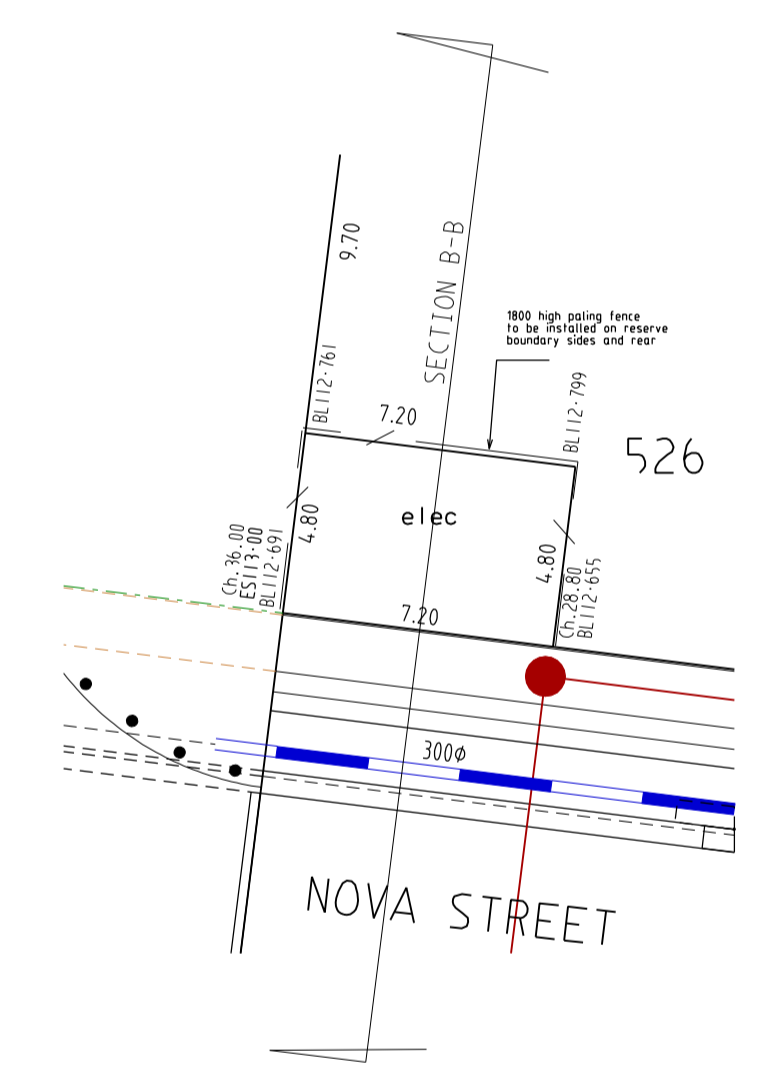 9.70
SECTION B-B
1800 high paling fence
to be installed on reserve
boundary sides and rear
BL112·761
7.20
BL112·799
526
elec
4.80
4.80
Ch.36.00
ES113·00
BL112·691
Ch.28.80
BL112·655
7.20
300ϕ
NOVA STREET